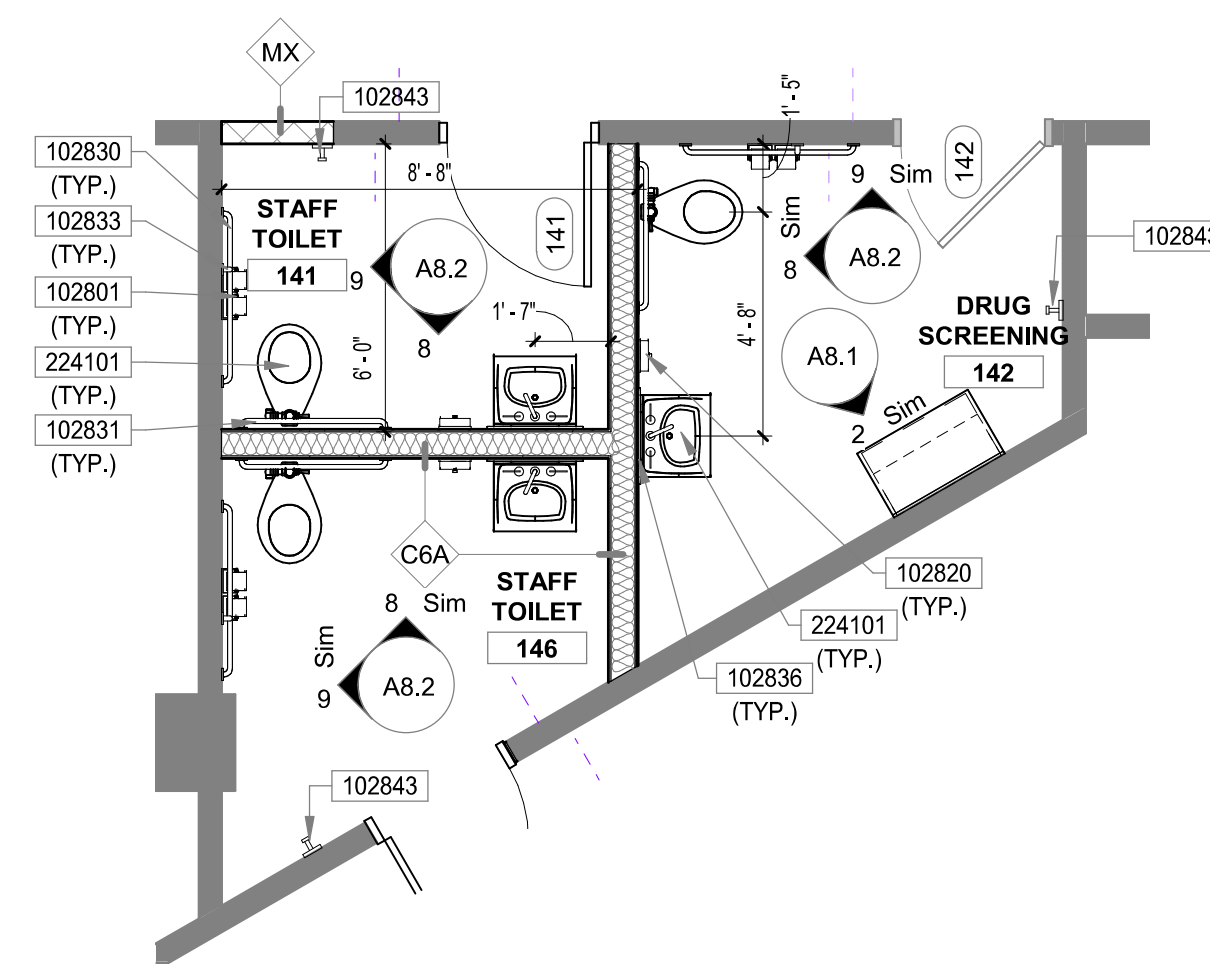 MX
102843
102830
(TYP.)
102833
(TYP.)
102801
(TYP.)
224101
(TYP.)
102831
(TYP.)
8' - 8"
STAFF
TOILET
141
9
A8.2
8
141
6' - 0"
1' - 7"
1' - 5"
9
Sim
142
Sim
8
A8.2
4' - 8"
102843
DRUG
SCREENING
142
A8.1
2
Sim
C6A
STAFF
TOILET
146
8
Sim
Sim
9
A8.2
102820
(TYP.)
224101
(TYP.)
102836
(TYP.)
102843